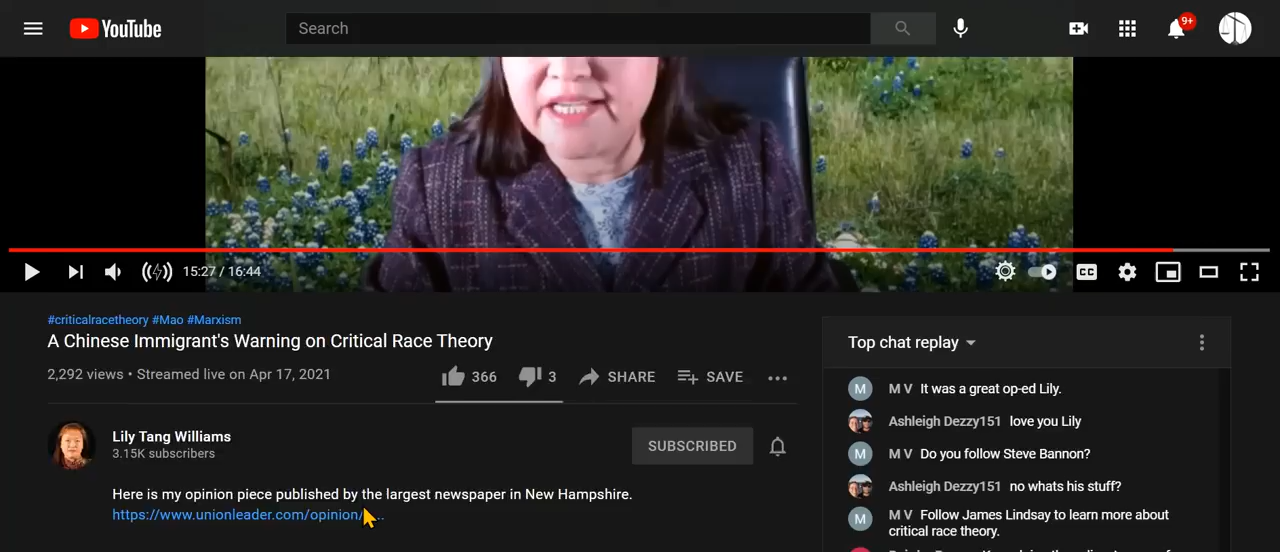 YouTube
Search
9+
15:27 / 16:44
CC
#criticalracetheory #Mao #Marxism
A Chinese Immigrant's Warning on Critical Race Theory
2,292 views • Streamed live on Apr 17, 2021
366
3
SHARE
SAVE
Lily Tang Williams
3.15K subscribers
SUBSCRIBED
Here is my opinion piece published by the largest newspaper in New Hampshire.
https://www.unionleader.com/opinion/...
Top chat replay
M
M V It was a great op-ed Lily.
Ashleigh Dezzy151 love you Lily
M
M V Do you follow Steve Bannon?
Ashleigh Dezzy151 no whats his stuff?
M
M V Follow James Lindsay to learn more about
critical race theory.